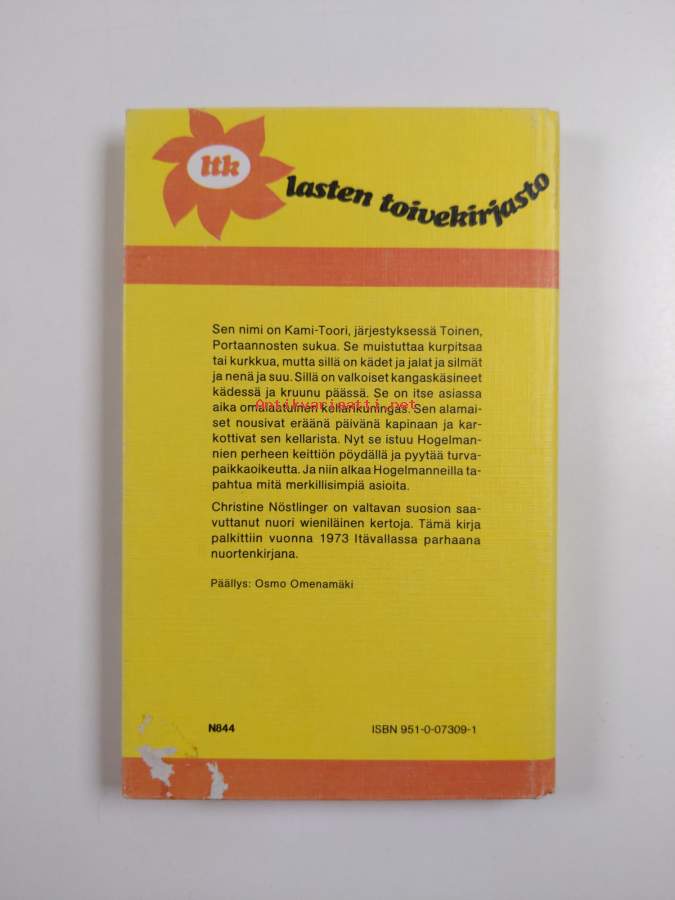 ltk
lasten toivekirjasto
Sen nimi on Kami-Toori, järjestyksessä Toinen,
Portaannosten sukua. Se muistuttaa kurpitsaa
tai kurkkua, mutta sillä on kädet ja jalat ja silmät
ja nenä ja suu. Sillä on valkoiset kangaskäsineet
kädessä ja kruunu päässä. Se on itse asiassa
Antikvariaatti.net
aika omalaatuinen kellarikuningas. Sen alamai-
set nousivat eräänä päivänä kapinaan ja kar-
kottivat sen kellarista. Nyt se istuu Hogelman-
nien perheen keittiön pöydällä ja pyytää turva-
paikkaoikeutta. Ja niin alkaa Hogelmanneilla ta-
pahtua mitä merkillisimpiä asioita.
Christine Nöstlinger on valtavan suosion saa-
vuttanut nuori wieniläinen kertoja. Tämä kirja
palkittiin vuonna 1973 Itävallassa parhaana
nuortenkirjana.
Päällys: Osmo Omenamäki
N844
ISBN 951-0-07309-1